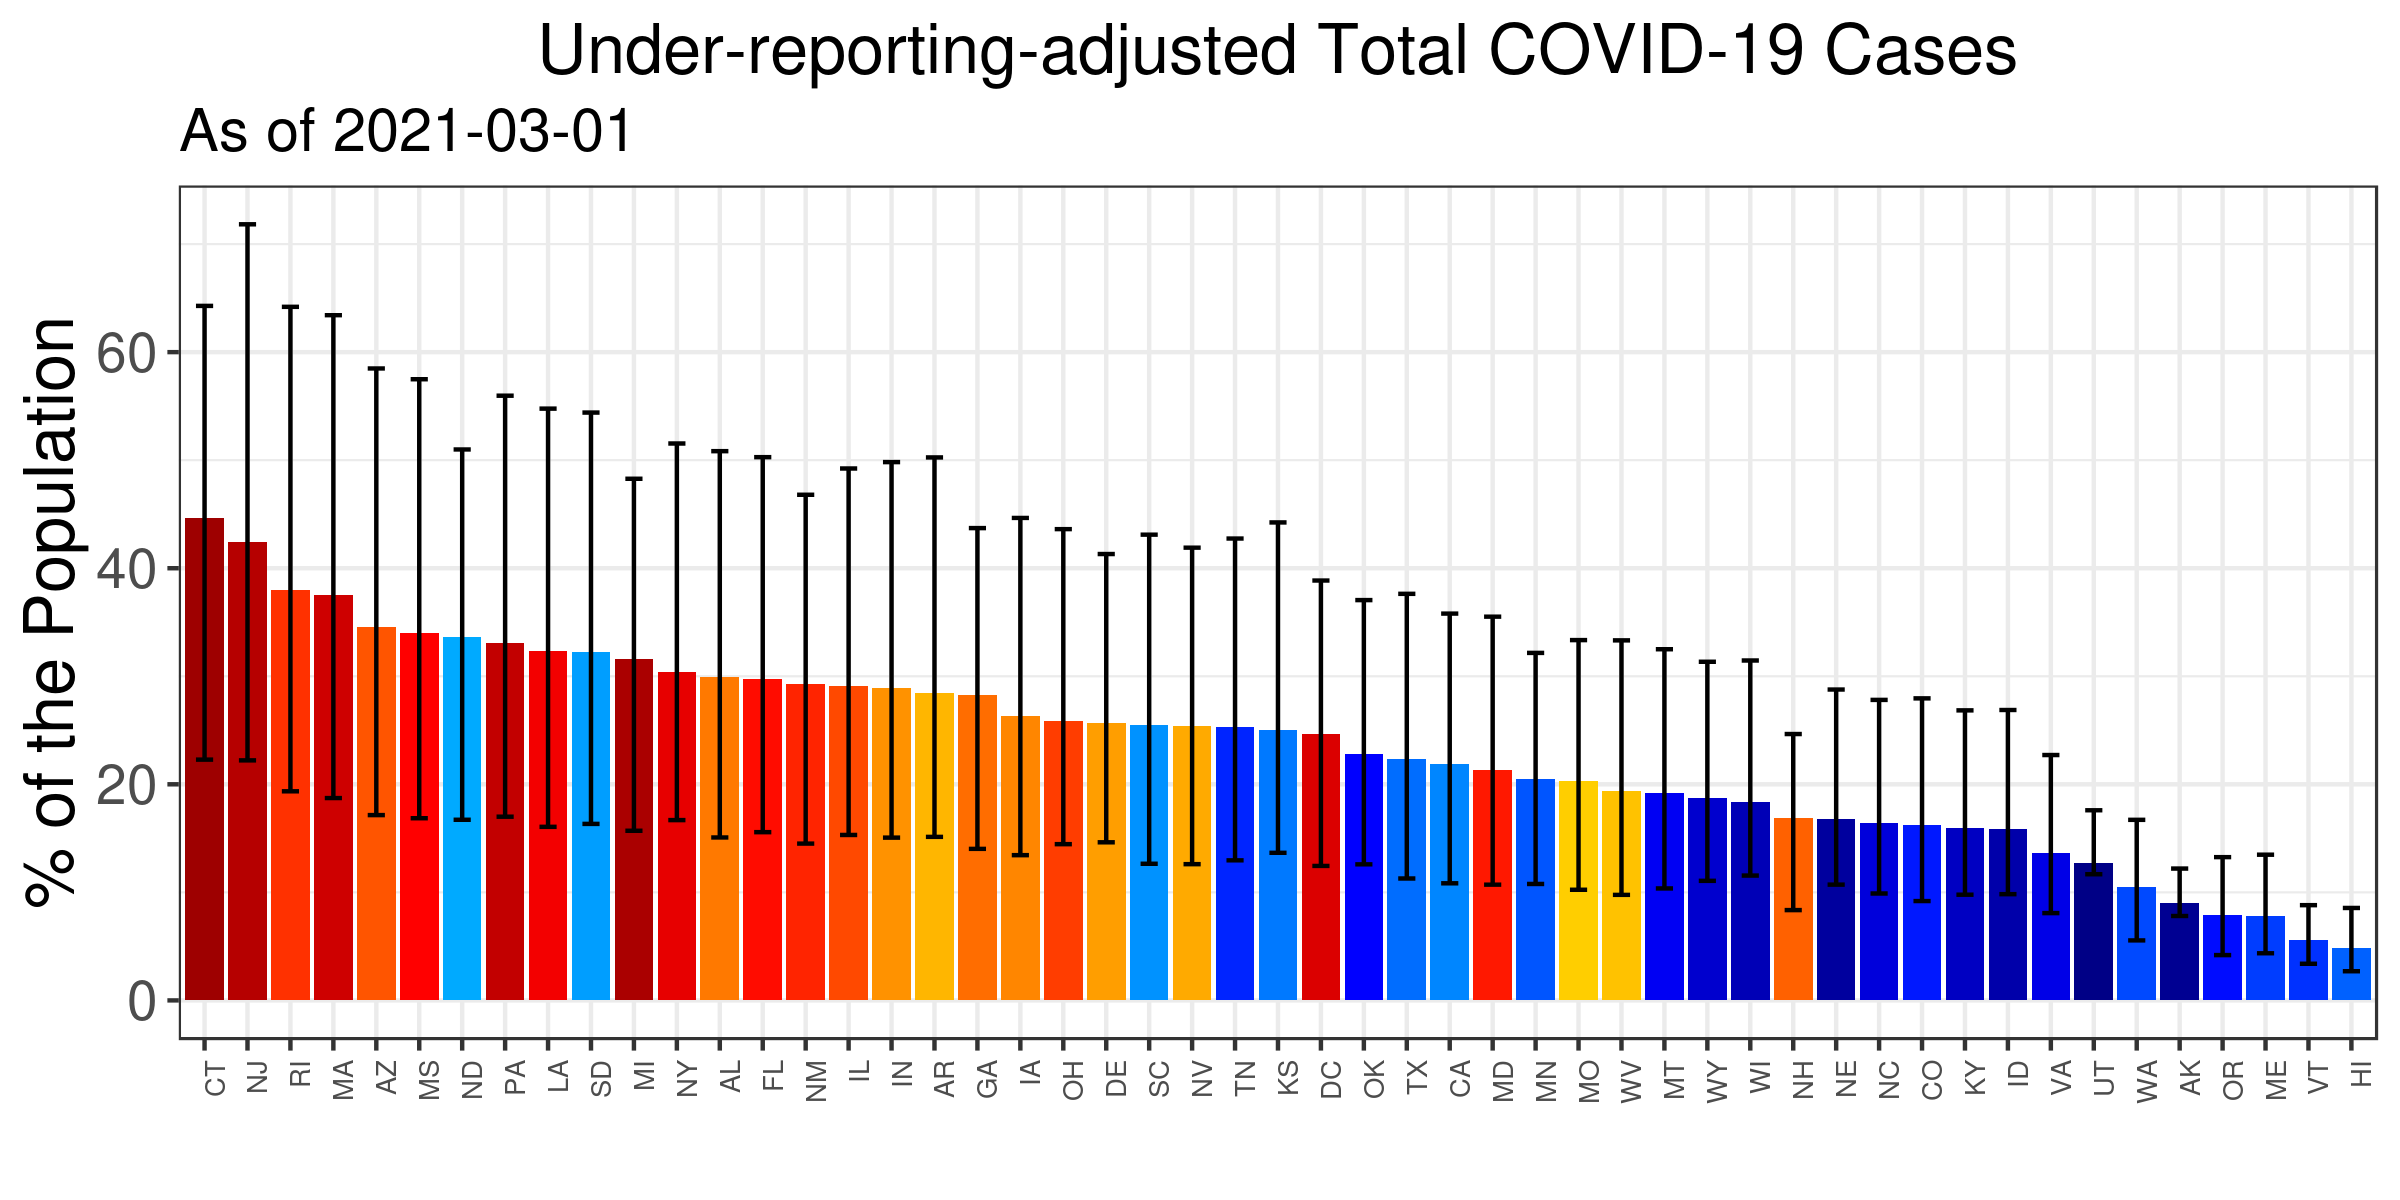 Under-reporting-adjusted Total COVID-19 Cases
As of 2021-03-01
% of the Population
60
40
20
0
CT NJ RI MA AZ MS ND PA LA SD MI NY AL FL NM IL IN AR GA IA OH DE SC NV TN KS DC OK TX CA MD MN MO WV MT WY WI NH NE NC CO KY ID VA UT WA AK OR ME VT HI